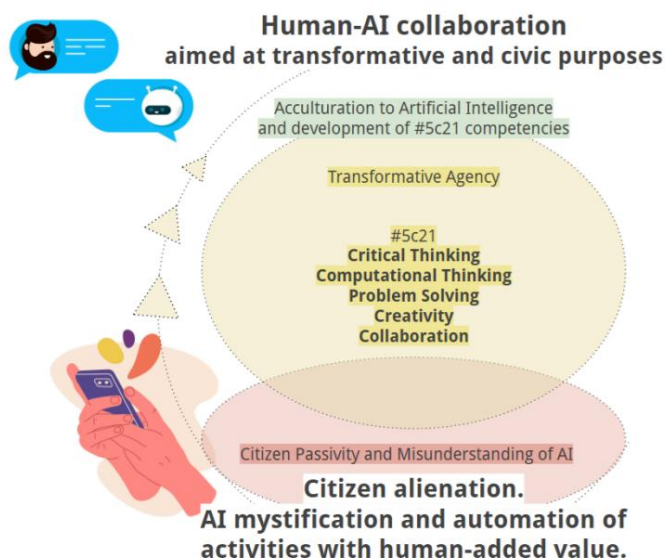 Human-AI collaboration
aimed at transformative and civic purposes
Acculturation to Artificial Intelligence
and development of #5c21 competencies
Transformative Agency
#5c21
Critical Thinking
Computational Thinking
Problem Solving
Creativity
Collaboration
Citizen Passivity and Misunderstanding of AI
Citizen alienation.
AI mystification and automation of
activities with human-added value.